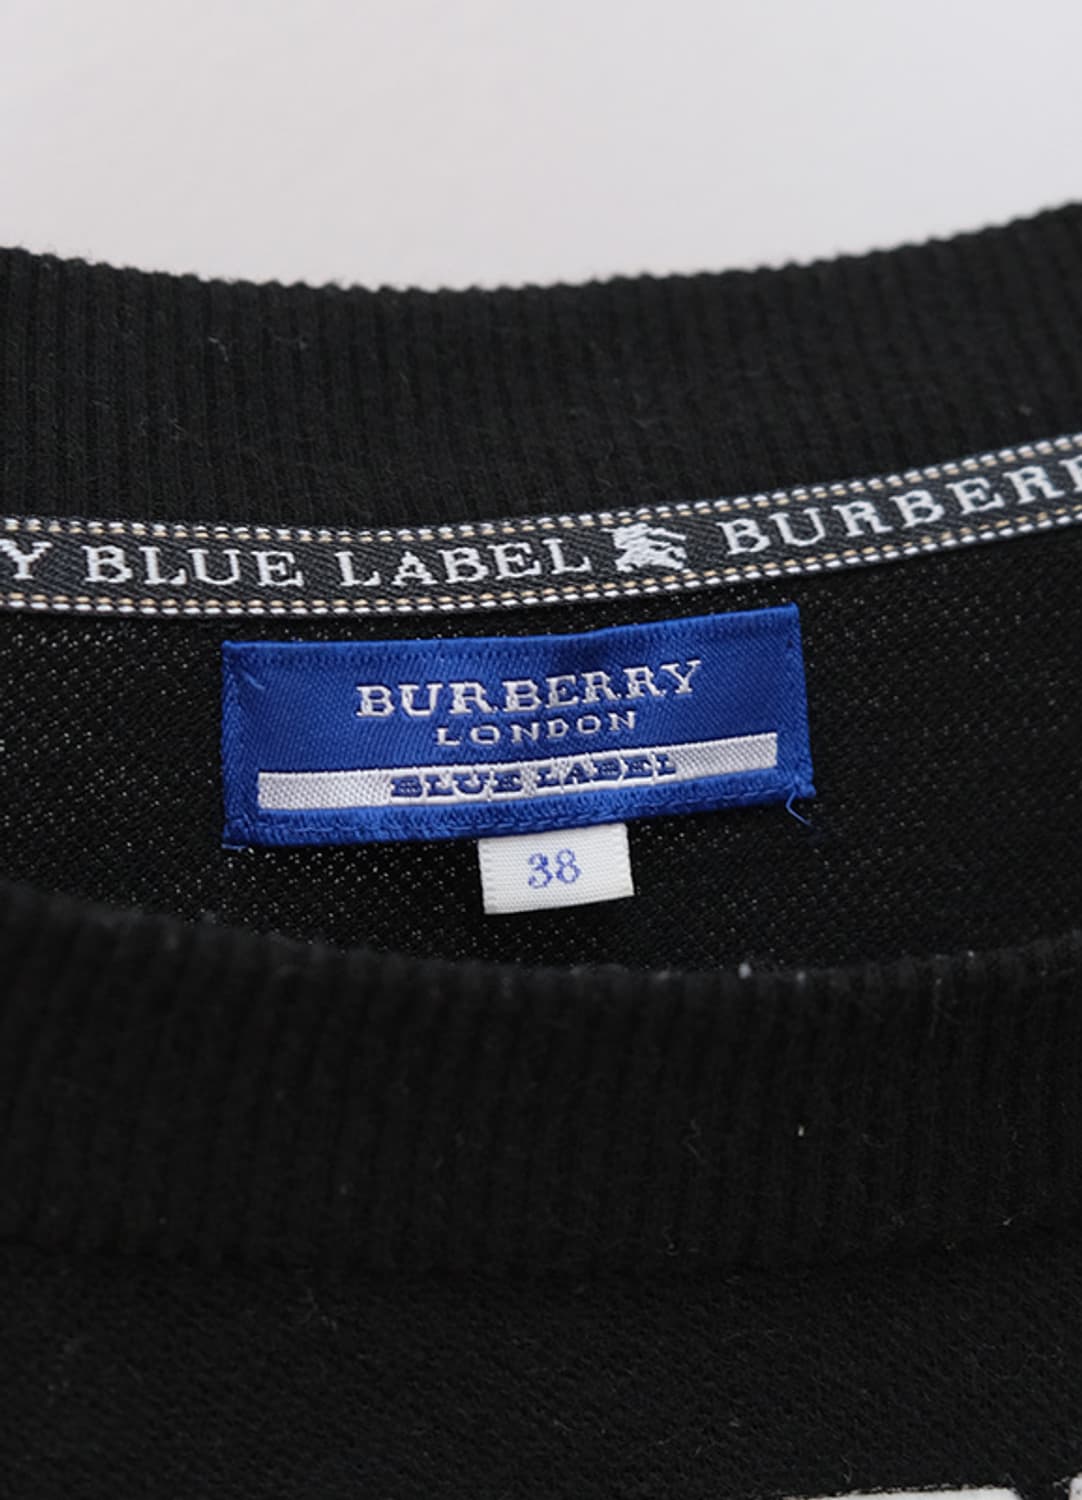 Y BLUE LABEL BURBERR
BURBERRY
LONDON
BLUE LABEL
38